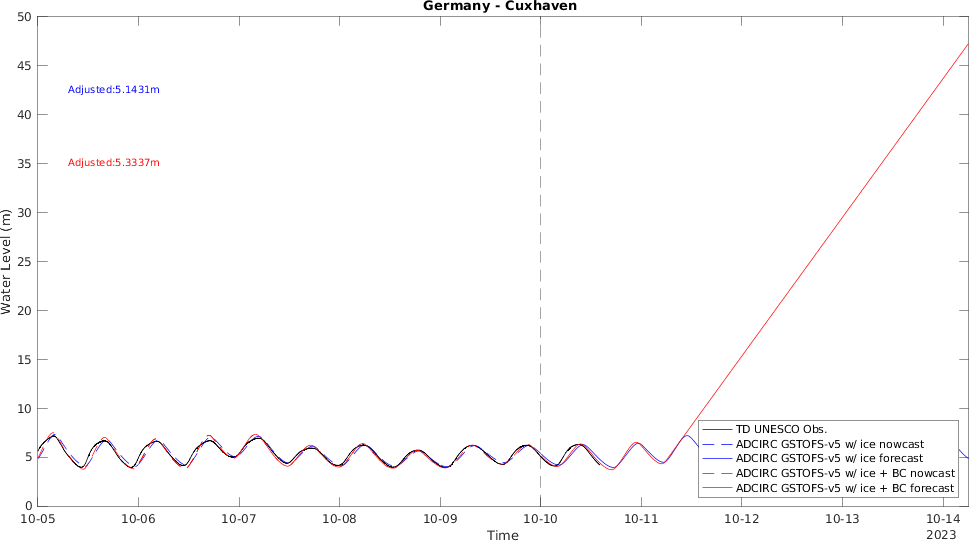 Germany - Cuxhaven
50
45
40
35
30
25
20
15
10
5
0
Water Level (m)
Adjusted:5.1431m
Adjusted:5.3337m
TD UNESCO Obs.
ADCIRC GSTOFS-v5 w/ ice nowcast
ADCIRC GSTOFS-v5 w/ ice forecast
ADCIRC GSTOFS-v5 w/ ice + BC nowcast
ADCIRC GSTOFS-v5 w/ ice + BC forecast
10-05 10-06 10-07 10-08 10-09 10-10 10-11 10-12 10-13 10-14
2023
Time